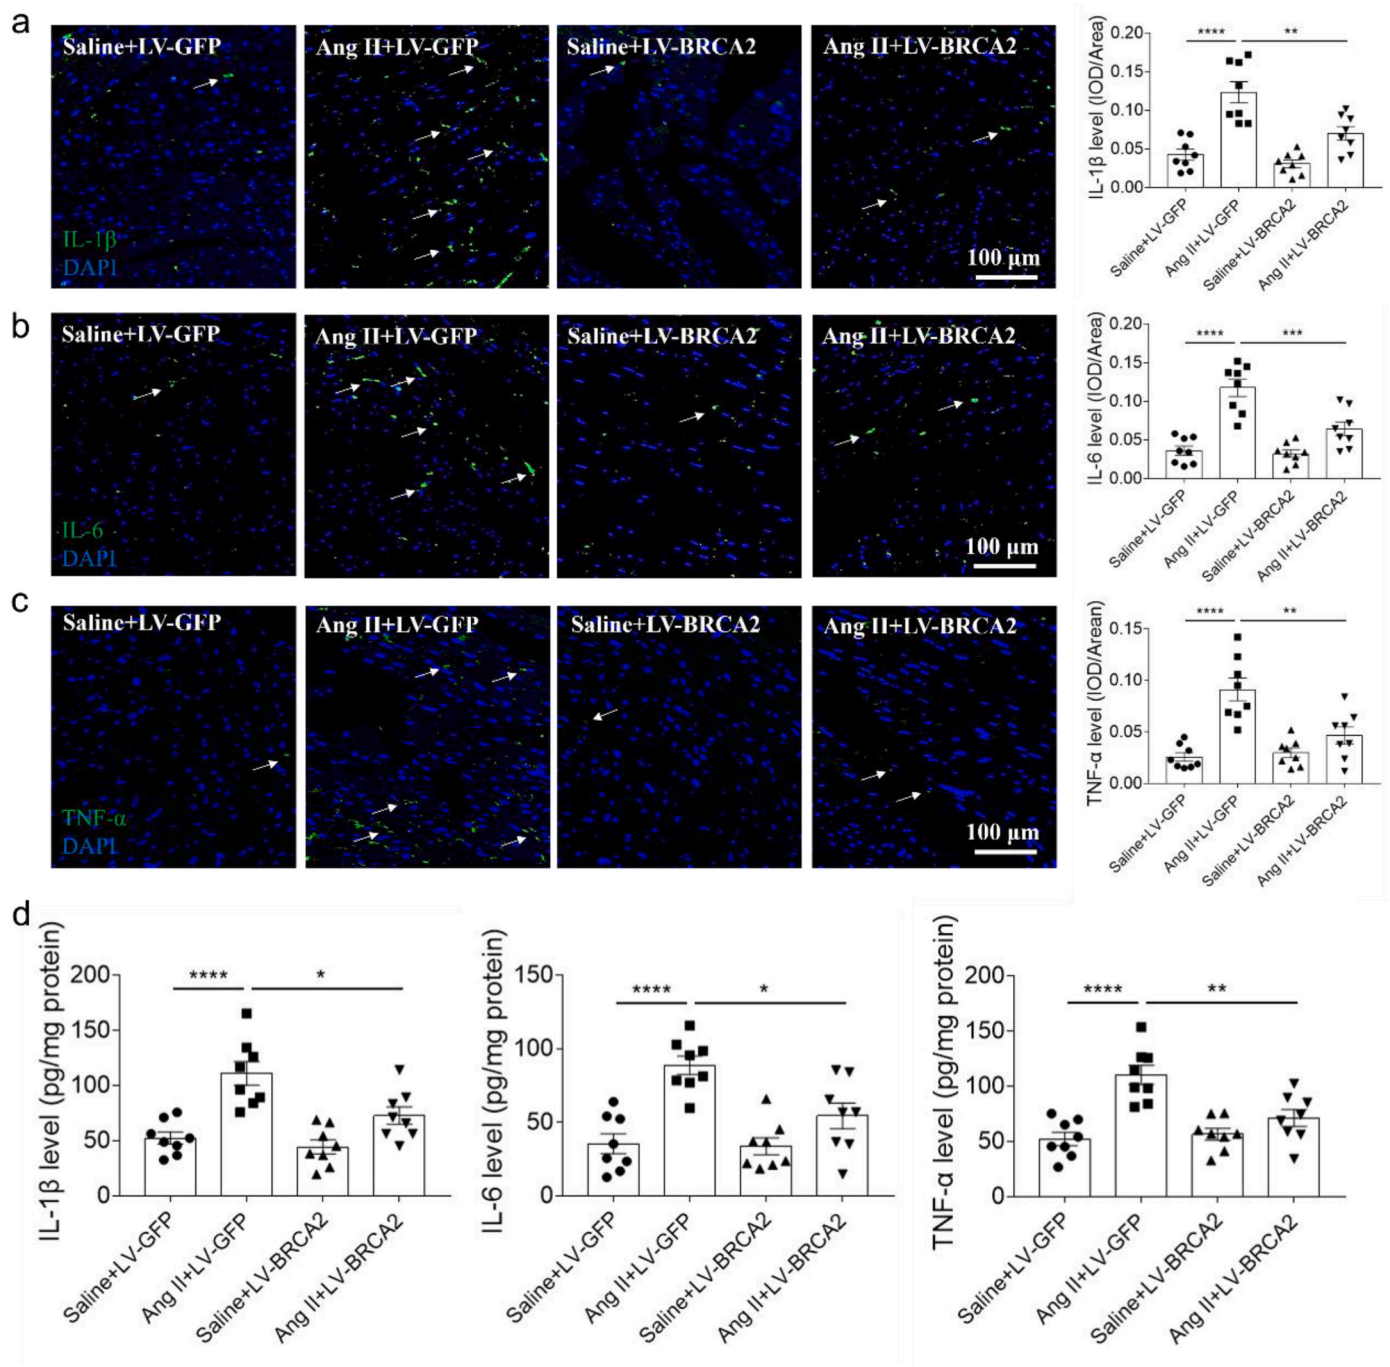 a
Saline+LV-GFP
Ang II+LV-GFP
Saline+LV-BRCA2
Ang II+LV-BRCA2
IL-1β
DAPI
100 μm
IL-1β level (IOD/Area)
0.20
0.15
0.10
0.05
0.00
****
**
Saline+LV-GFP
Ang II+LV-GFP
Saline+LV-BRCA2
Ang II+LV-BRCA2
b
Saline+LV-GFP
Ang II+LV-GFP
Saline+LV-BRCA2
Ang II+LV-BRCA2
IL-6
DAPI
100 μm
IL-6 level (IOD/Area)
0.20
0.15
0.10
0.05
0.00
****
***
Saline+LV-GFP
Ang II+LV-GFP
Saline+LV-BRCA2
Ang II+LV-BRCA2
c
Saline+LV-GFP
Ang II+LV-GFP
Saline+LV-BRCA2
Ang II+LV-BRCA2
TNF-α
DAPI
100 μm
TNF-α level (IOD/Arean)
0.15
0.10
0.05
0.00
****
**
Saline+LV-GFP
Ang II+LV-GFP
Saline+LV-BRCA2
Ang II+LV-BRCA2
d
IL-1β level (pg/mg protein)
200
150
100
50
0
****
*
Saline+LV-GFP
Ang II+LV-GFP
Saline+LV-BRCA2
Ang II+LV-BRCA2
IL-6 level (pg/mg protein)
150
100
50
0
****
*
Saline+LV-GFP
Ang II+LV-GFP
Saline+LV-BRCA2
Ang II+LV-BRCA2
TNF-α level (pg/mg protein)
200
150
100
50
0
****
**
Saline+LV-GFP
Ang II+LV-GFP
Saline+LV-BRCA2
Ang II+LV-BRCA2